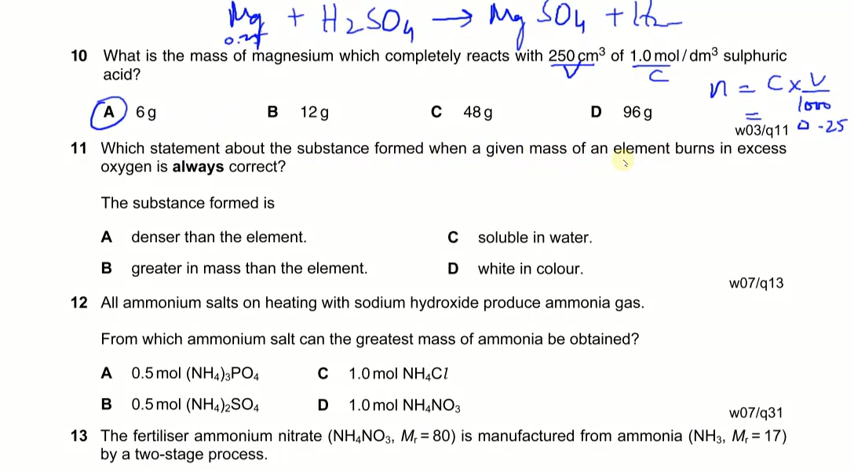 Mg + H2SO4 → MgSO4 + H2
0.25
10 What is the mass of magnesium which completely reacts with 250 cm³ of 1.0 mol / dm³ sulphuric
acid?
V
C
n = C x V
1000
A 6 g B 12 g C 48 g D 96 g
= 0.25
w03/q11
11 Which statement about the substance formed when a given mass of an element burns in excess
oxygen is always correct?
The substance formed is
A denser than the element. C soluble in water.
B greater in mass than the element. D white in colour.
w07/q13
12 All ammonium salts on heating with sodium hydroxide produce ammonia gas.
From which ammonium salt can the greatest mass of ammonia be obtained?
A 0.5 mol (NH4)3PO4 C 1.0 mol NH4Cl
B 0.5 mol (NH4)2SO4 D 1.0 mol NH4NO3
w07/q31
13 The fertiliser ammonium nitrate (NH4NO3, Mr = 80) is manufactured from ammonia (NH3, Mr = 17)
by a two-stage process.